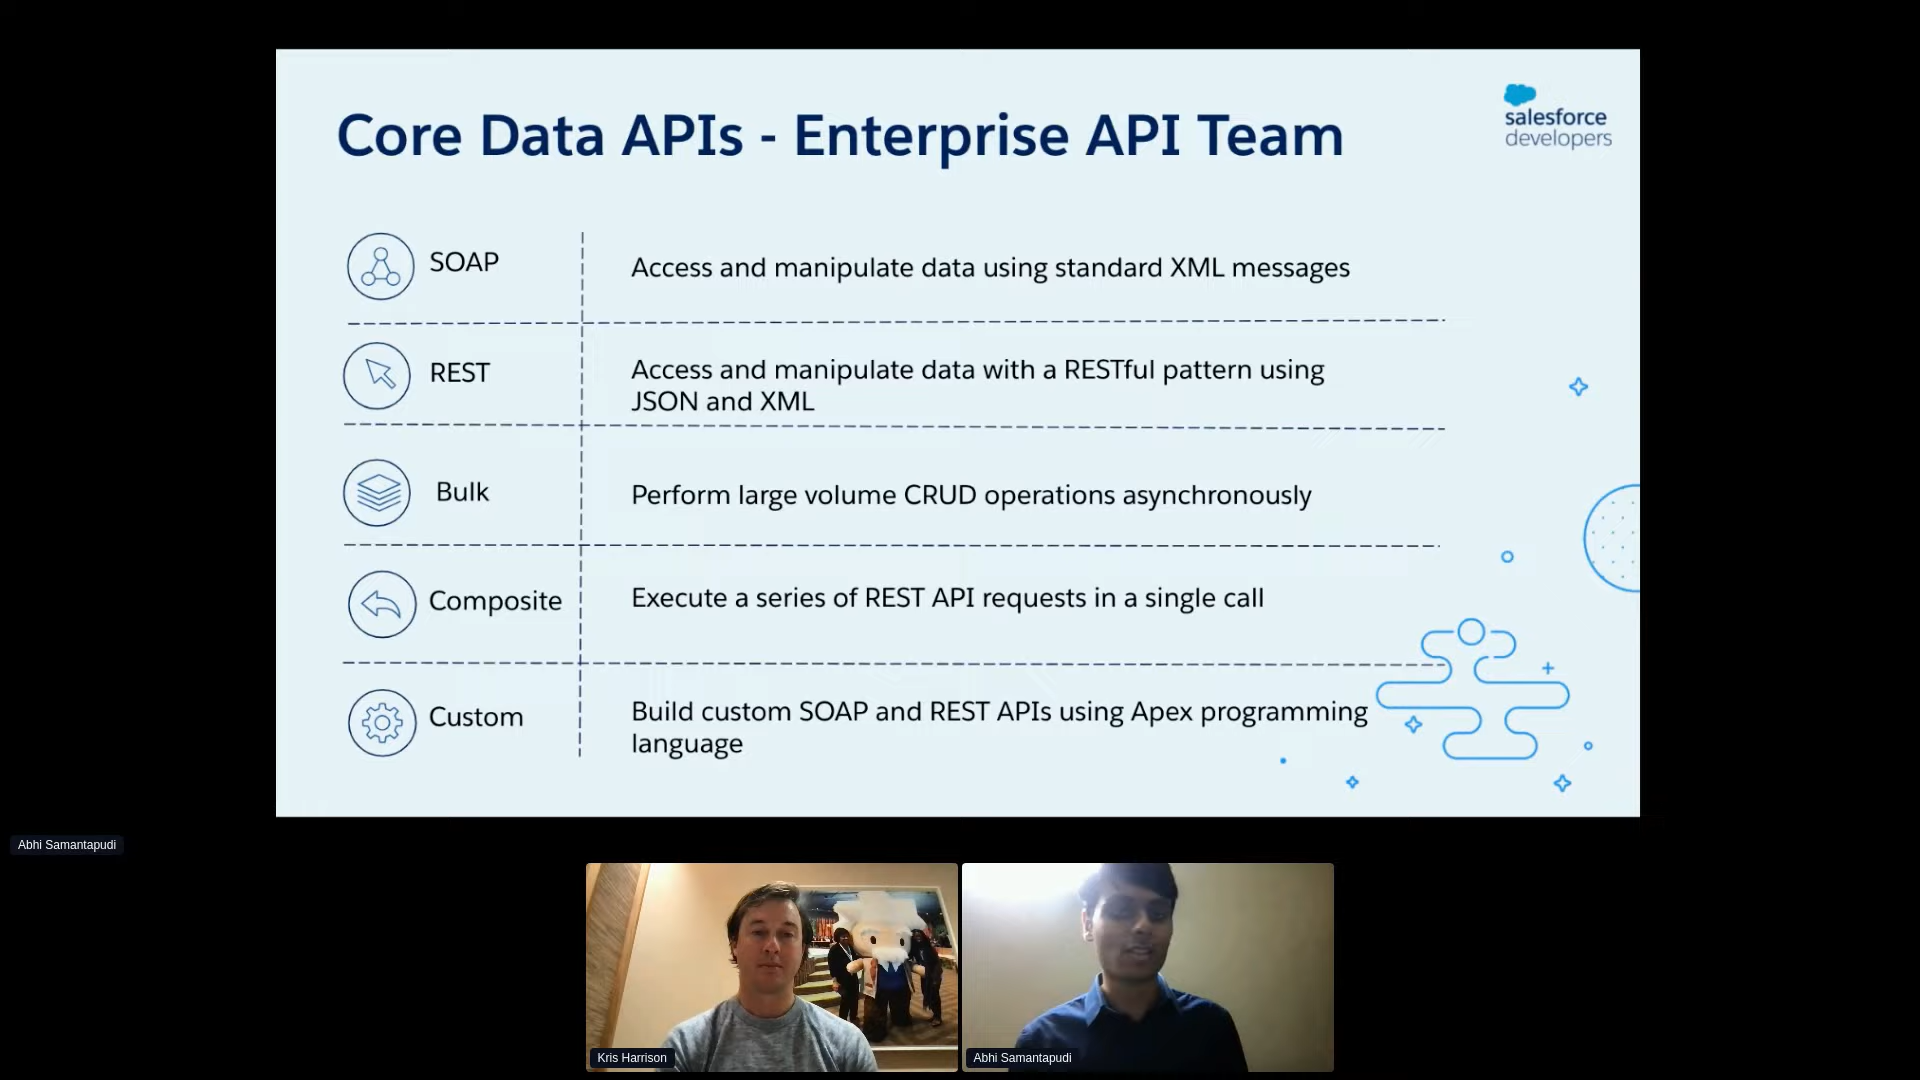 Core Data APIs - Enterprise API Team
salesforce
developers
SOAP
Access and manipulate data using standard XML messages
REST
Access and manipulate data with a RESTful pattern using
JSON and XML
Bulk
Perform large volume CRUD operations asynchronously
Composite
Execute a series of REST API requests in a single call
Custom
Build custom SOAP and REST APIs using Apex programming
language
Abhi Samantapudi
Kris Harrison
Abhi Samantapudi